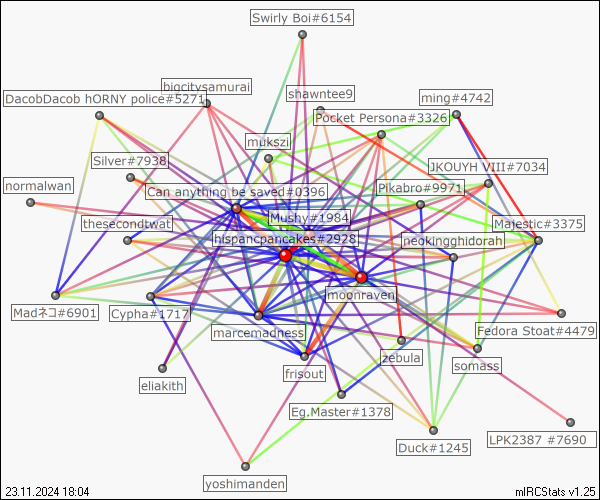 Swirly Boi#6154
bigcitysamurai
shawntee9
DacobDacob hORNY police#5271
ming#4742
Pocket Persona#3326
mukszi
Silver#7938
JKOUYH VIII#7034
normalwan
Can anything be saved#0396
Pikabro#9971
Mushy#1984
thesecondtwat
Majestic#3375
hispancpancakes#2928
neokingghidorah
moonraven
Madネコ#6901
Cypha#1717
marcemadness
Fedora Stoat#4479
zebula
somass
frisout
eliakith
Eg.Master#1378
LPK2387 #7690
Duck#1245
yoshimanden
23.11.2024 18:04
mIRCStats v1.25